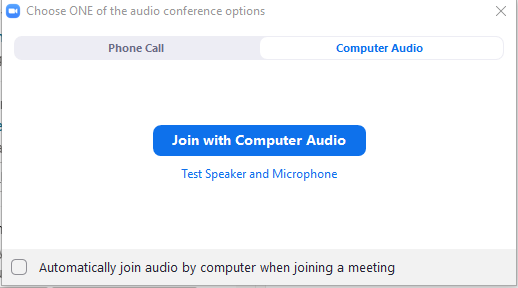 Choose ONE of the audio conference options
Phone Call
Computer Audio
Join with Computer Audio
Test Speaker and Microphone
Automatically join audio by computer when joining a meeting